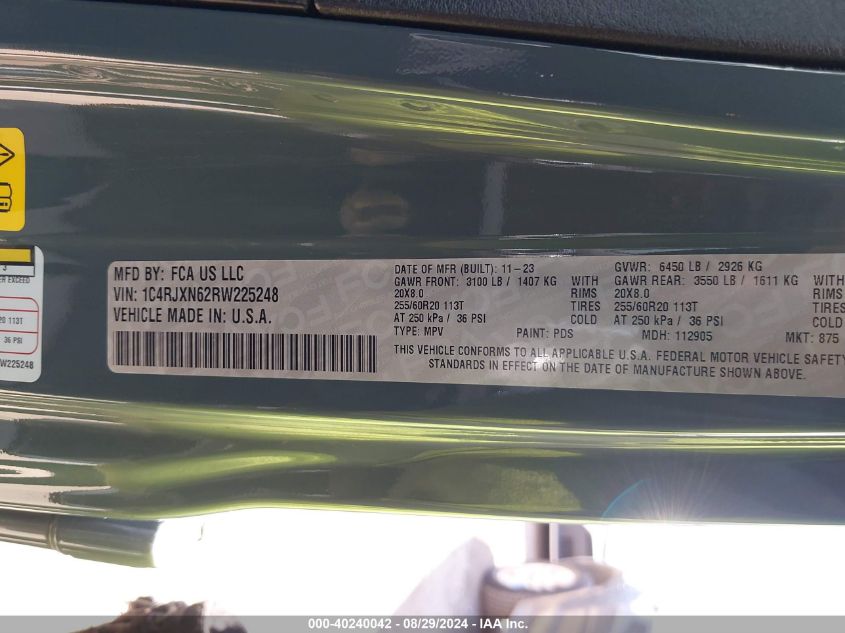 3
RJXN6
20 113T
36 PSI
W225248
MFD BY: FCA US LLC
VIN: 1C4RJXN62RW225248
VEHICLE MADE IN: U.S.A.
DATE OF MFR (BUILT): 11-23 GVWR: 6450 LB / 2926 KG
GAWR FRONT: 3100 LB / 1407 KG WITH GAWR REAR: 3550 LB / 1611 KG WITH
20X8.0 RIMS 20X8.0 RIMS
255/60R20 113T TIRES 255/60R20 113T TIRES
AT 250 kPa / 36 PSI COLD AT 250 kPa / 36 PSI COLD
TYPE: MPV PAINT: PDS MDH: 112905 MKT: 875
THIS VEHICLE CONFORMS TO ALL APPLICABLE U.S.A. FEDERAL MOTOR VEHICLE SAFETY
STANDARDS IN EFFECT ON THE DATE OF MANUFACTURE SHOWN ABOVE.
000-40240042 - 08/29/2024 - IAA Inc.